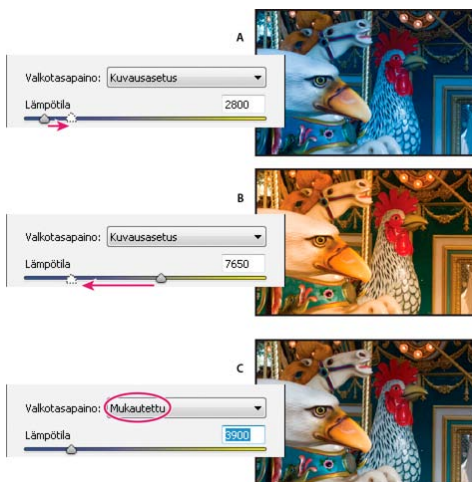 A
Valkotasapaino: Kuvausasetus
Lämpötila 2800
B
Valkotasapaino: Kuvausasetus
Lämpötila 7650
C
Valkotasapaino: Mukautettu
Lämpötila 3900